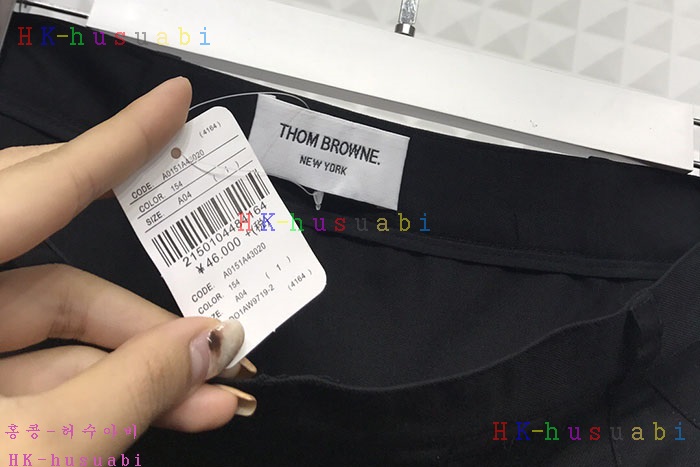 HK-husuabi
THOM BROWNE.
NEW YORK
(4164)
CODE. A0151A43020
COLOR. 154
SIZE A04 ( 1 )
HK-husuabi
¥46.000
CODE. A0151A43020
COLOR. 154 ( 1 )
A04 (4164)
홍콩-허수아비
HK-husuabi
HK-husuabi